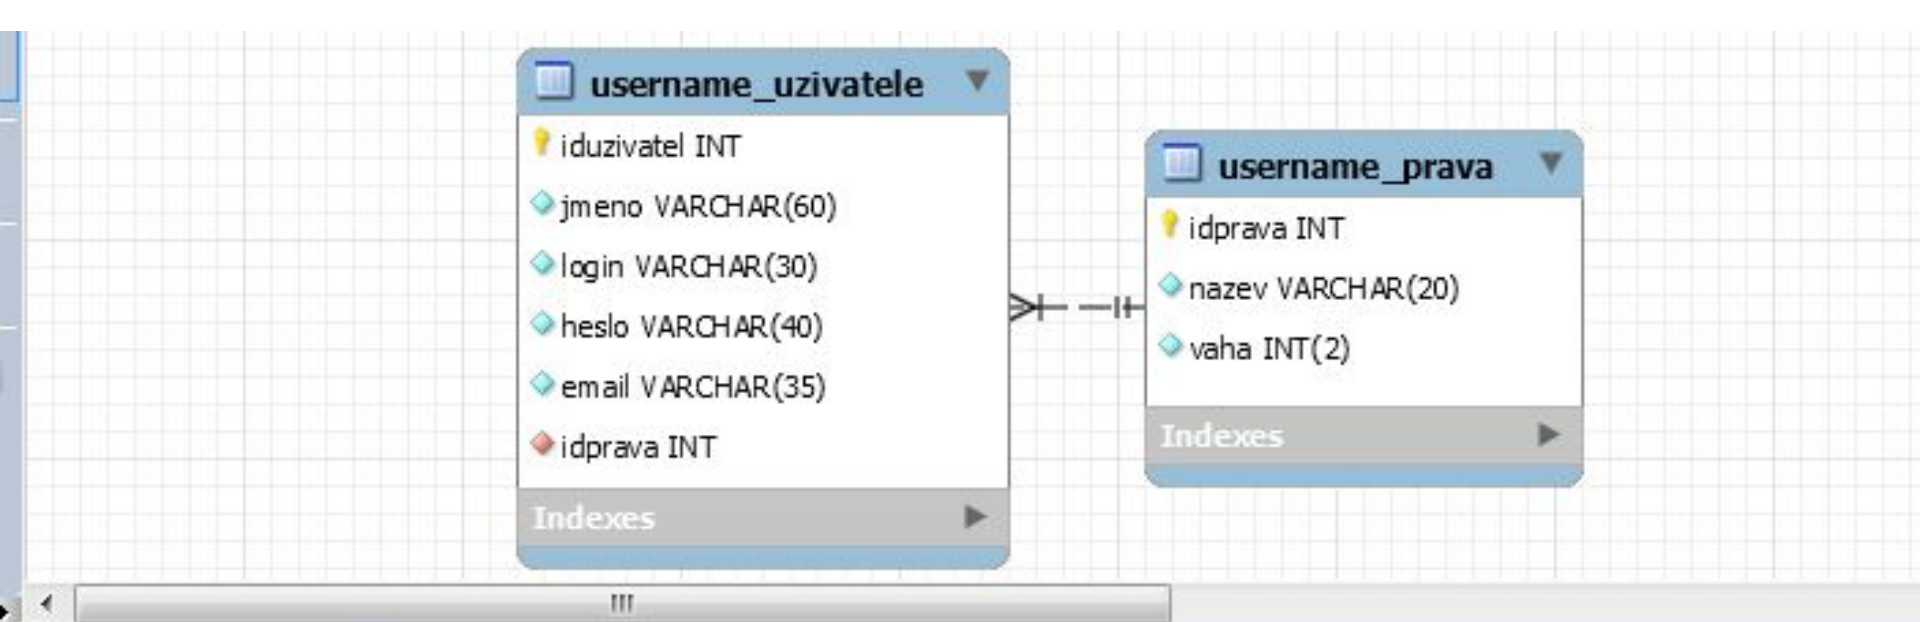 username_uzivatele
iduzivatel INT
jmeno VARCHAR(60)
login VARCHAR(30)
heslo VARCHAR(40)
email VARCHAR(35)
idprava INT
Indexes
username_prava
idprava INT
nazev VARCHAR(20)
vaha INT(2)
Indexes